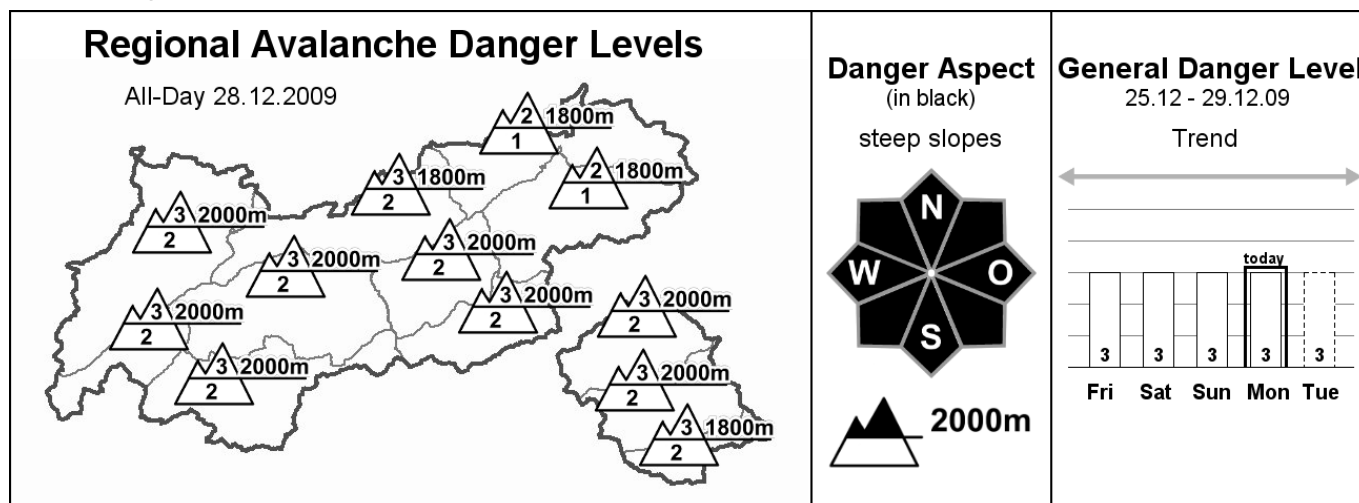 Regional Avalanche Danger Levels
All-Day 28.12.2009
2 1800m
1
2 1800m
1
3 1800m
2
3 2000m
2
3 2000m
2
3 2000m
2
3 2000m
2
3 2000m
2
3 2000m
2
3 2000m
2
3 2000m
2
3 1800m
2
Danger Aspect
(in black)
steep slopes
N
W O
S
2000m
General Danger Level
25.12 - 29.12.09
Trend
today
3 3 3 3 3
Fri Sat Sun Mon Tue